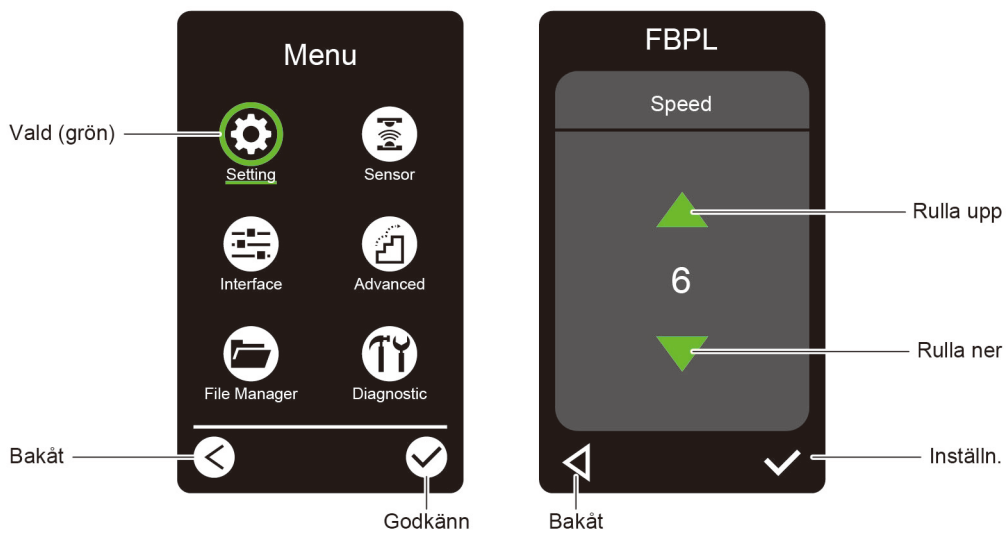 Menu
Vald (grön)
Setting
Sensor
Interface
Advanced
File Manager
Diagnostic
Bakåt
Godkänn
FBPL
Speed
Rulla upp
6
Rulla ner
Inställn.
Bakåt